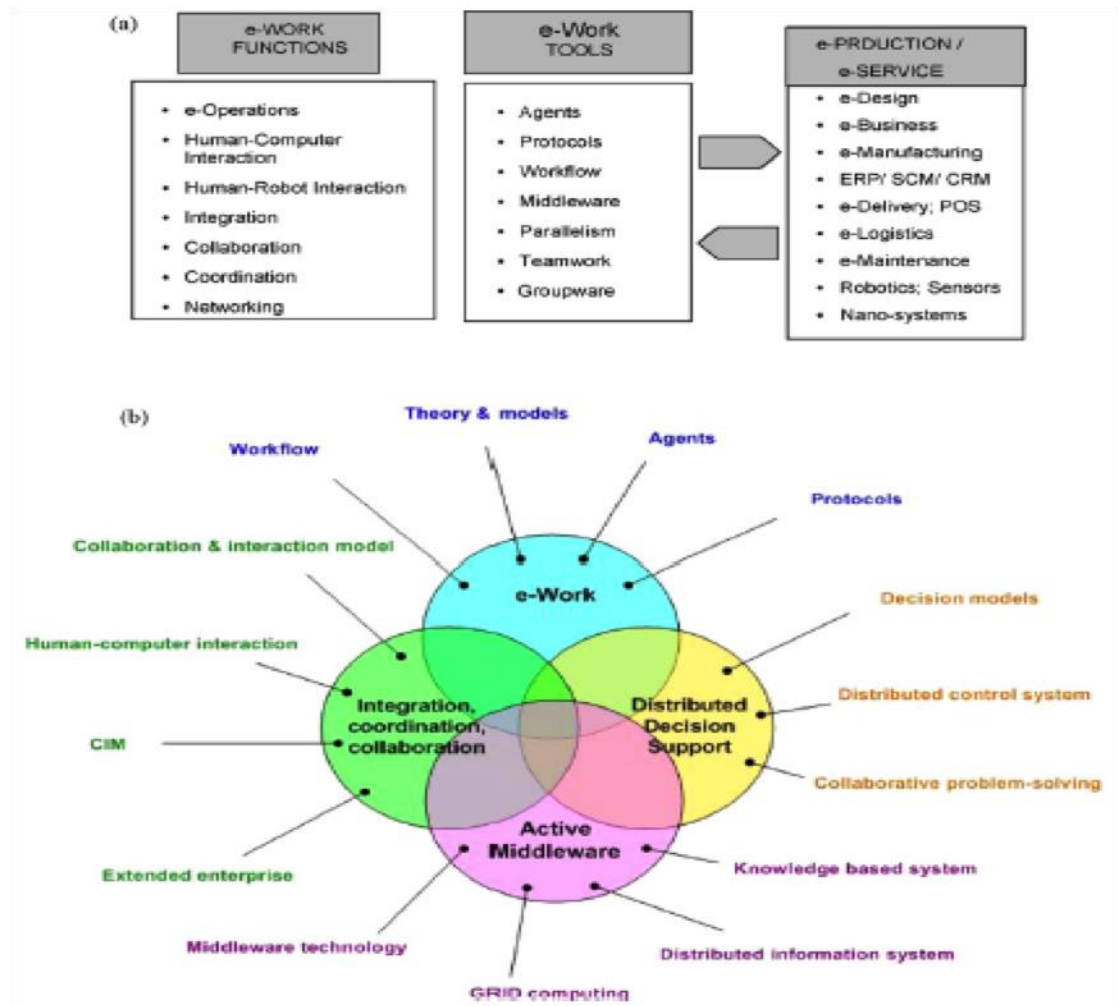 (a)
e-WORK
FUNCTIONS
• e-Operations
• Human-Computer
Interaction
• Human-Robot Interaction
• Integration
• Collaboration
• Coordination
• Networking
e-Work
TOOLS
• Agents
• Protocols
• Workflow
• Middleware
• Parallelism
• Teamwork
• Groupware
e-PRDUCTION /
e-SERVICE
• e-Design
• e-Business
• e-Manufacturing
• ERP/ SCM/ CRM
• e-Delivery; POS
• e-Logistics
• e-Maintenance
• Robotics; Sensors
• Nano-systems
(b)
Theory & models
Agents
Workflow
Protocols
Collaboration & interaction model
e-Work
Decision models
Human-computer interaction
Integration,
coordination,
collaboration
Distributed
Decision
Support
Distributed control system
CIM
Collaborative problem-solving
Active
Middleware
Extended enterprise
Knowledge based system
Middleware technology
Distributed information system
GRID computing